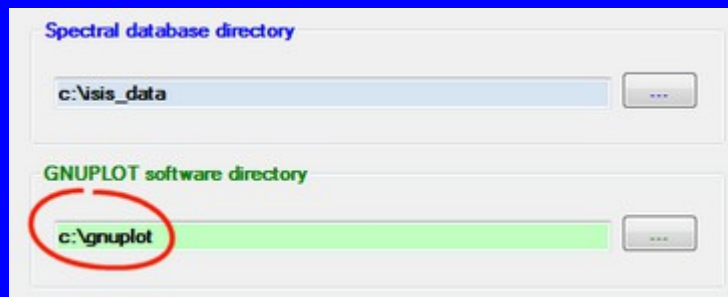 Spectral database directory
c:\isis_data
...
GNUPLOT software directory
c:\gnuplot
...